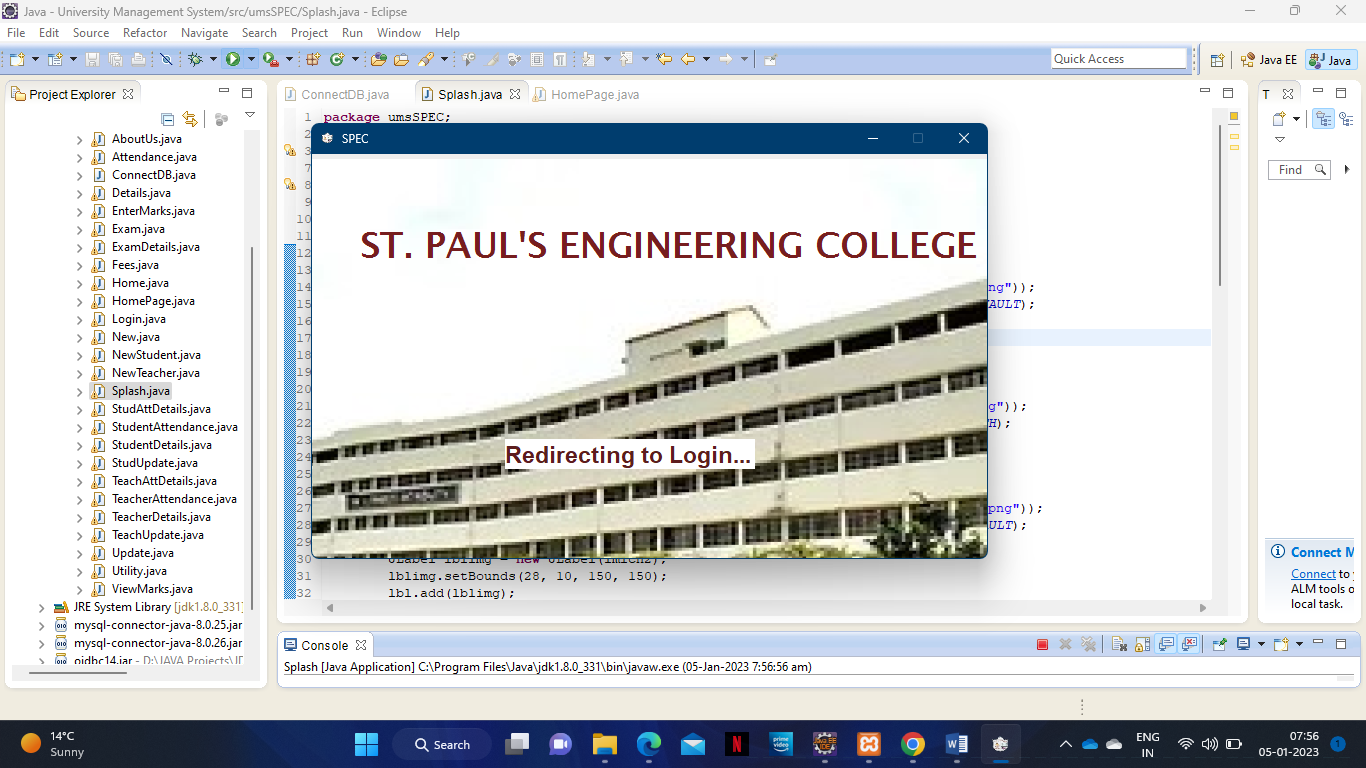 Java - University Management System/src/umsSPEC/Splash.java - Eclipse
File Edit Source Refactor Navigate Search Project Run Window Help
Quick Access
Java EE
Java
Project Explorer
AboutUs.java
Attendance.java
ConnectDB.java
Details.java
EnterMarks.java
Exam.java
ExamDetails.java
Fees.java
Home.java
HomePage.java
Login.java
New.java
NewStudent.java
NewTeacher.java
Splash.java
StudAttDetails.java
StudentAttendance.java
StudentDetails.java
StudUpdate.java
TeachAttDetails.java
TeacherAttendance.java
TeacherDetails.java
TeachUpdate.java
Update.java
Utility.java
ViewMarks.java
JRE System Library [jdk1.8.0_331]
mysql-connector-java-8.0.25.jar
mysql-connector-java-8.0.26.jar
ojdbc14.jar - D:\JAVA Projects\
ConnectDB.java Splash.java HomePage.java
1 package umsSPEC;
2
3
7
8
9
10
11
12
13
14 ng"));
15 AULT);
16
17
18
19
20
21 g"));
22 H);
23
24
25
26
27 png"));
28 ULT);
29
30
31 lblimg.setBounds(28, 10, 150, 150);
32 lbl.add(lblimg);
SPEC
ST. PAUL'S ENGINEERING COLLEGE
Redirecting to Login...
T
Find
Connect M
Connect to
ALM tools o
local task.
Console
Splash [Java Application] C:\Program Files\Java\jdk1.8.0_331\bin\javaw.exe (05-Jan-2023 7:56:56 am)
14°C
Sunny
Search
prime video
Java EE IDE
ENG
IN
07:56
05-01-2023
1